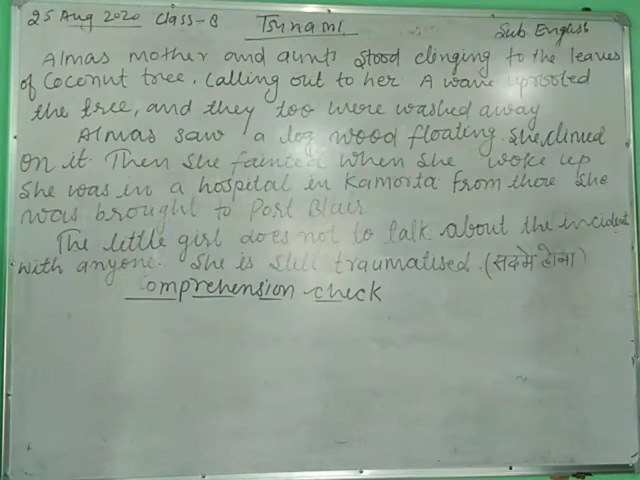 25 Aug 2020 Class-8 Tsunami Sub. English
Almas mother and aunts stood clinging to the leaves
of Coconut tree. Calling out to her A wave uprooted
the tree, and they too were washed away
Almas saw a log wood floating. She climed
on it. Then she fainted when she woke up
She was in a hospital in Kamorta from there she
was brought to Port Blair
The little girl does not to talk about the incident
with anyone. She is still traumatised. (सदमे होना)
Comprehension check